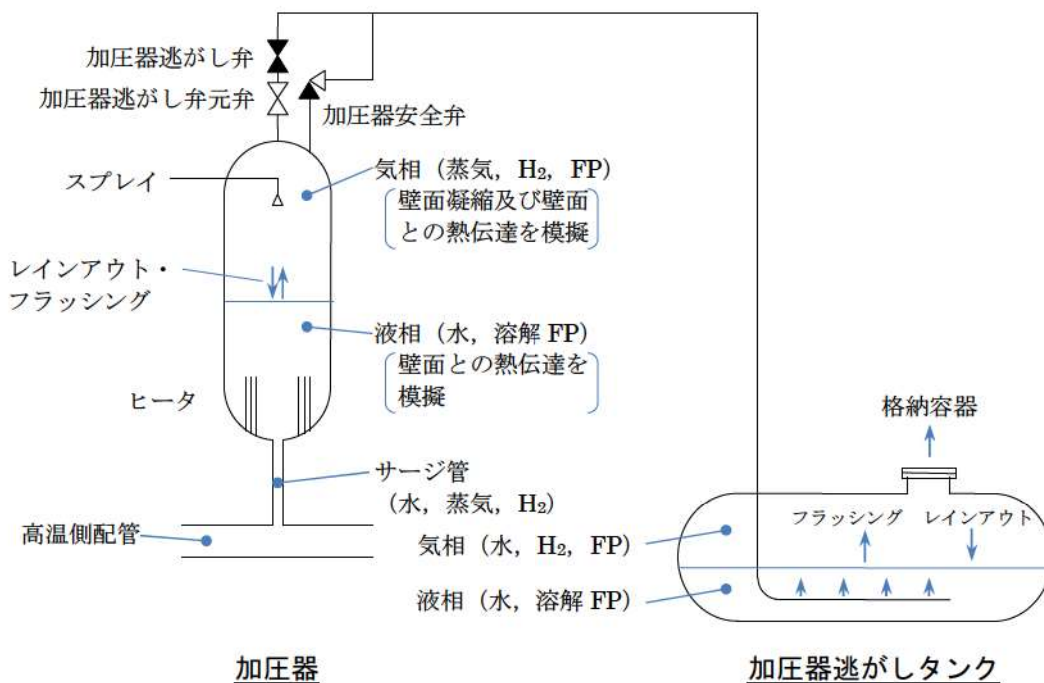 加圧器逃がし弁
加圧器逃がし弁元弁
加圧器安全弁
スプレイ
気相（蒸気，H₂，FP）
壁面凝縮及び壁面
との熱伝達を模擬
レインアウト・
フラッシング
液相（水，溶解 FP）
壁面との熱伝達を
模擬
ヒータ
サージ管
（水，蒸気，H₂）
高温側配管
加圧器
格納容器
フラッシング
レインアウト
気相（水，H₂，FP）
液相（水，溶解 FP）
加圧器逃がしタンク